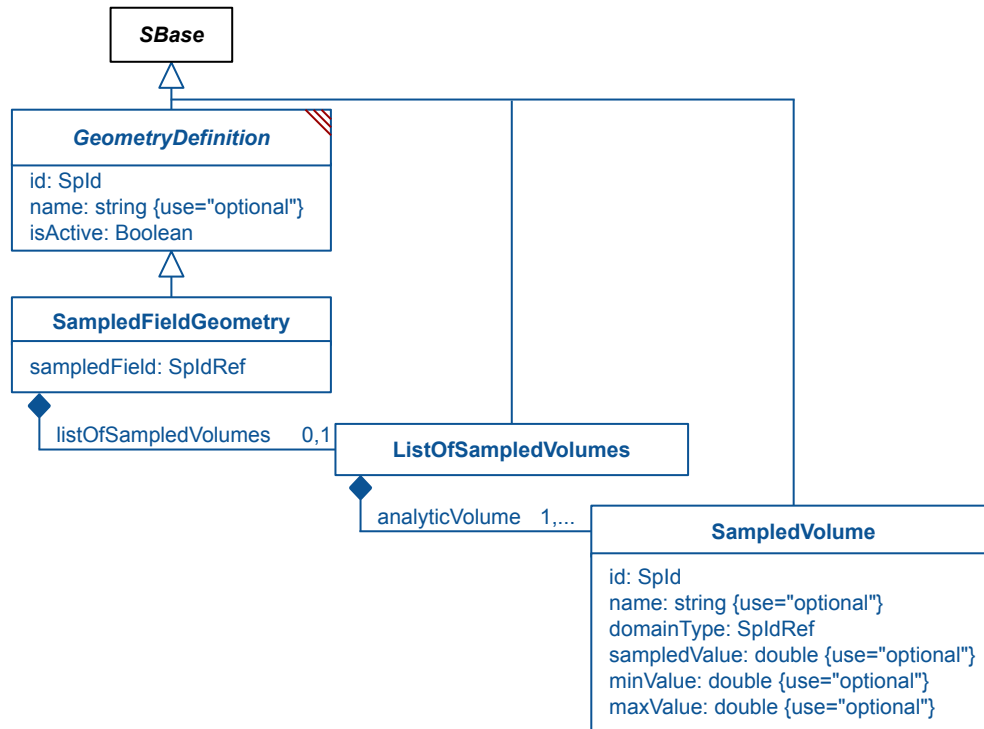 SBase
GeometryDefinition
id: SpId
name: string {use="optional"}
isActive: Boolean
SampledFieldGeometry
sampledField: SpIdRef
listOfSampledVolumes 0,1
ListOfSampledVolumes
analyticVolume 1,...
SampledVolume
id: SpId
name: string {use="optional"}
domainType: SpIdRef
sampledValue: double {use="optional"}
minValue: double {use="optional"}
maxValue: double {use="optional"}